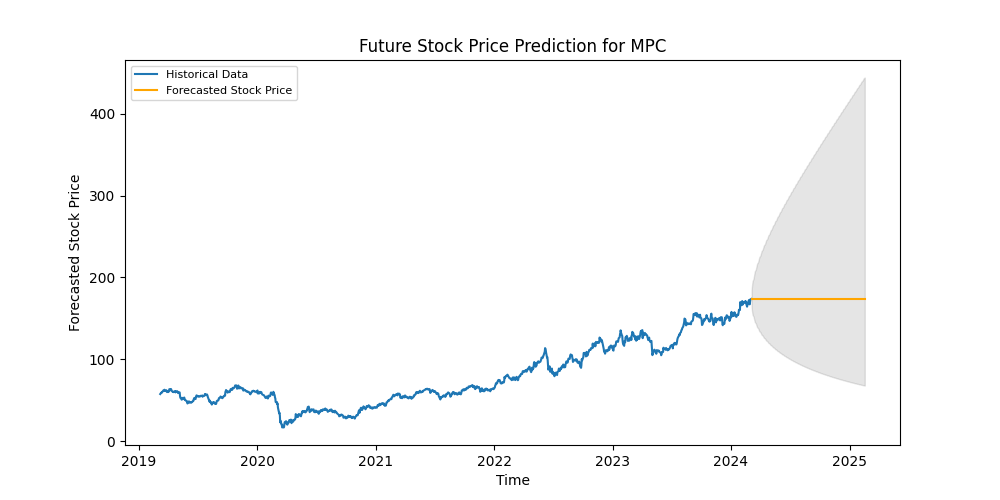 Future Stock Price Prediction for MPC
Historical Data
Forecasted Stock Price
Forecasted Stock Price
400
300
200
100
0
2019 2020 2021 2022 2023 2024 2025
Time